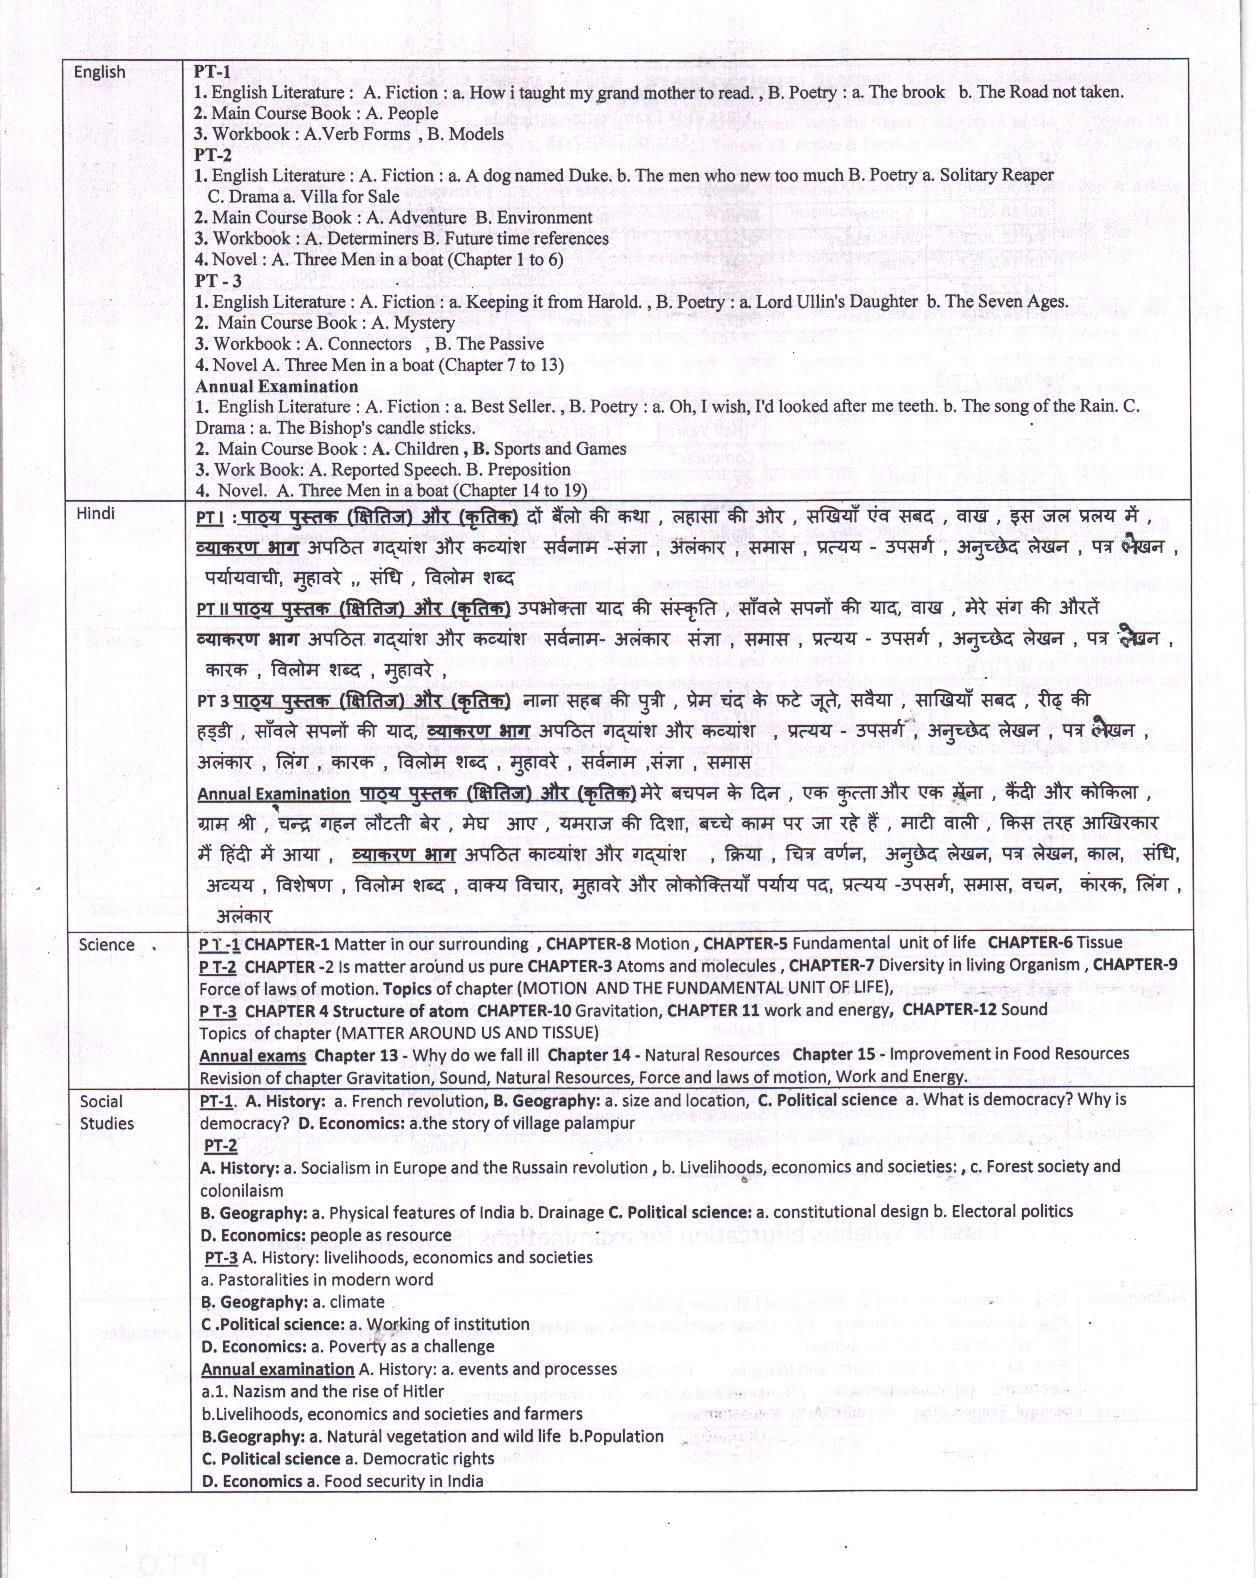 English
PT-1
1. English Literature : A. Fiction : a. How i taught my grand mother to read. , B. Poetry : a. The brook b. The Road not taken.
2. Main Course Book : A. People
3. Workbook : A.Verb Forms , B. Models
PT-2
1. English Literature : A. Fiction : a. A dog named Duke. b. The men who new too much B. Poetry a. Solitary Reaper
C. Drama a. Villa for Sale
2. Main Course Book : A. Adventure B. Environment
3. Workbook : A. Determiners B. Future time references
4. Novel : A. Three Men in a boat (Chapter 1 to 6)
PT - 3
1. English Literature : A. Fiction : a. Keeping it from Harold. , B. Poetry : a. Lord Ullin's Daughter b. The Seven Ages.
2. Main Course Book : A. Mystery
3. Workbook : A. Connectors , B. The Passive
4. Novel A. Three Men in a boat (Chapter 7 to 13)
Annual Examination
1. English Literature : A. Fiction : a. Best Seller. , B. Poetry : a. Oh, I wish, I'd looked after me teeth. b. The song of the Rain. C.
Drama : a. The Bishop's candle sticks.
2. Main Course Book : A. Children , B. Sports and Games
3. Work Book: A. Reported Speech. B. Preposition
4. Novel. A. Three Men in a boat (Chapter 14 to 19)
Hindi
PT I : पाठ्य पुस्तक (क्षितिज) और (कृतिक) दों बैंलो की कथा , लहासा की ओर , सखियाँ एंव सबद , वाख , इस जल प्रलय में ,
व्याकरण भाग अपठित गद्यांश और कव्यांश सर्वनाम -संज्ञा , अलंकार , समास , प्रत्यय - उपसर्ग , अनुच्छेद लेखन , पत्र लेखन ,
पर्यायवाची, मुहावरे ,, संधि , विलोम शब्द
PT II पाठ्य पुस्तक (क्षितिज) और (कृतिक) उपभोक्ता याद की संस्कृति , साँवले सपनों की याद, वाख , मेरे संग की औरतें
व्याकरण भाग अपठित गद्यांश और कव्यांश सर्वनाम- अलंकार संज्ञा , समास , प्रत्यय - उपसर्ग , अनुच्छेद लेखन , पत्र लेखन ,
कारक , विलोम शब्द , मुहावरे ,
PT 3 पाठ्य पुस्तक (क्षितिज) और (कृतिक) नाना सहब की पुत्री , प्रेम चंद के फटे जूते, सवैया , साखियाँ सबद , रीढ़ की
हड्डी , साँवले सपनों की याद, व्याकरण भाग अपठित गद्यांश और कव्यांश , प्रत्यय - उपसर्ग , अनुच्छेद लेखन , पत्र लेखन ,
अलंकार , लिंग , कारक , विलोम शब्द , मुहावरे , सर्वनाम ,संज्ञा , समास
Annual Examination पाठ्य पुस्तक (क्षितिज) और (कृतिक) मेरे बचपन के दिन , एक कुत्ता और एक मैना , कैंदी और कोकिला ,
ग्राम श्री , चन्द्र गहन लौटती बेर , मेघ आए , यमराज की दिशा, बच्चे काम पर जा रहे हैं , माटी वाली , किस तरह आखिरकार
मैं हिंदी में आया , व्याकरण भाग अपठित काव्यांश और गद्यांश , क्रिया , चित्र वर्णन, अनुछेद लेखन, पत्र लेखन, काल, संधि,
अव्यय , विशेषण , विलोम शब्द , वाक्य विचार, मुहावरे और लोकोक्तियाँ पर्याय पद, प्रत्यय -उपसर्ग, समास, वचन, कारक, लिंग ,
अलंकार
Science
P T -1 CHAPTER-1 Matter in our surrounding , CHAPTER-8 Motion , CHAPTER-5 Fundamental unit of life CHAPTER-6 Tissue
P T-2 CHAPTER -2 Is matter around us pure CHAPTER-3 Atoms and molecules , CHAPTER-7 Diversity in living Organism , CHAPTER-9
Force of laws of motion. Topics of chapter (MOTION AND THE FUNDAMENTAL UNIT OF LIFE),
P T-3 CHAPTER 4 Structure of atom CHAPTER-10 Gravitation, CHAPTER 11 work and energy, CHAPTER-12 Sound
Topics of chapter (MATTER AROUND US AND TISSUE)
Annual exams Chapter 13 - Why do we fall ill Chapter 14 - Natural Resources Chapter 15 - Improvement in Food Resources
Revision of chapter Gravitation, Sound, Natural Resources, Force and laws of motion, Work and Energy.
Social
Studies
PT-1. A. History: a. French revolution, B. Geography: a. size and location, C. Political science a. What is democracy? Why is
democracy? D. Economics: a.the story of village palampur
PT-2
A. History: a. Socialism in Europe and the Russain revolution , b. Livelihoods, economics and societies: , c. Forest society and
colonilaism
B. Geography: a. Physical features of India b. Drainage C. Political science: a. constitutional design b. Electoral politics
D. Economics: people as resource
PT-3 A. History: livelihoods, economics and societies
a. Pastoralities in modern word
B. Geography: a. climate
C .Political science: a. Working of institution
D. Economics: a. Poverty as a challenge
Annual examination A. History: a. events and processes
a.1. Nazism and the rise of Hitler
b.Livelihoods, economics and societies and farmers
B.Geography: a. Natural vegetation and wild life b.Population
C. Political science a. Democratic rights
D. Economics a. Food security in India